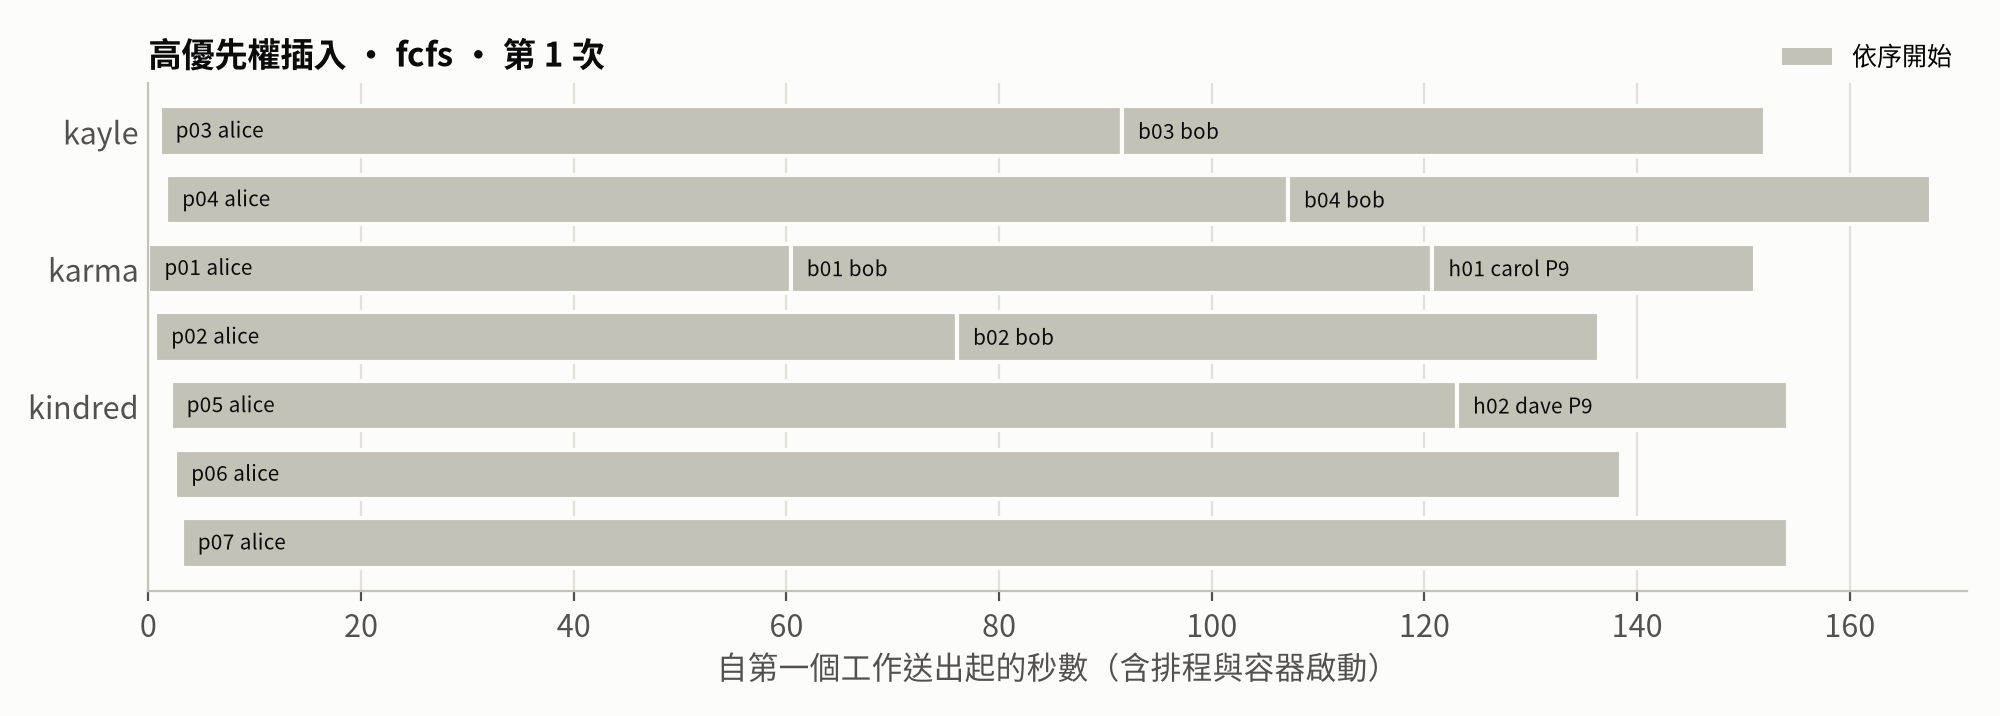 高優先權插入 · fcfs · 第 1 次
依序開始
kayle
p03 alice
b03 bob
p04 alice
b04 bob
karma
p01 alice
b01 bob
h01 carol P9
p02 alice
b02 bob
kindred
p05 alice
h02 dave P9
p06 alice
p07 alice
0 20 40 60 80 100 120 140 160
自第一個工作送出起的秒數（含排程與容器啟動）